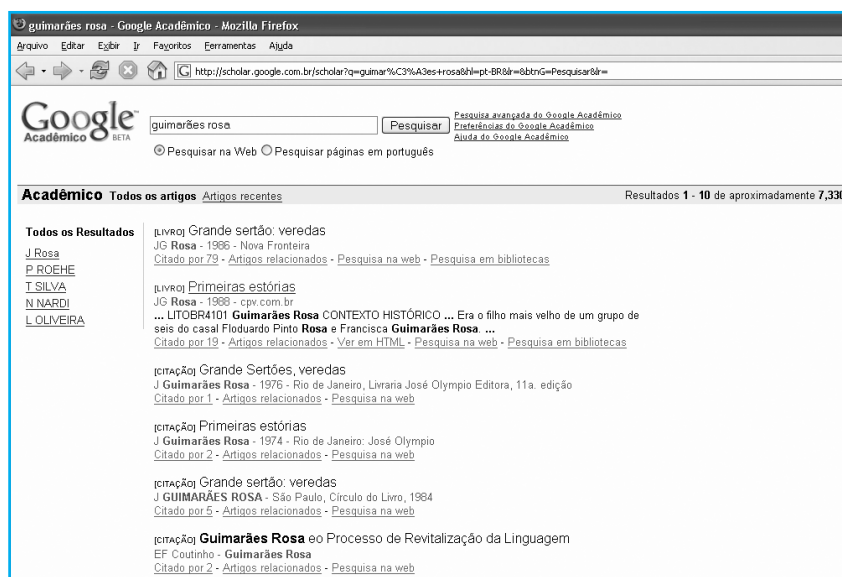 guimarães rosa - Google Acadêmico - Mozilla Firefox
Arquivo Editar Exibir Ir Favoritos Ferramentas Ajuda
http://scholar.google.com.br/scholar?q=guimar%C3%A3es+rosa&hl=pt-BR&lr=&btnG=Pesquisar&lr=
Google Acadêmico BETA
guimarães rosa Pesquisar
Pesquisa avançada do Google Acadêmico
Preferências do Google Acadêmico
Ajuda do Google Acadêmico
Pesquisar na Web Pesquisar páginas em português
Acadêmico Todos os artigos Artigos recentes Resultados 1 - 10 de aproximadamente 7,330
Todos os Resultados
J Rosa
P ROEHE
T SILVA
N NARDI
L OLIVEIRA
[LIVRO] Grande sertão: veredas
JG Rosa - 1986 - Nova Fronteira
Citado por 79 - Artigos relacionados - Pesquisa na web - Pesquisa em bibliotecas
[LIVRO] Primeiras estórias
JG Rosa - 1988 - cpv.com.br
... LITOBR4101 Guimarães Rosa CONTEXTO HISTÓRICO ... Era o filho mais velho de um grupo de
seis do casal Floduardo Pinto Rosa e Francisca Guimarães Rosa. ...
Citado por 19 - Artigos relacionados - Ver em HTML - Pesquisa na web - Pesquisa em bibliotecas
[CITAÇÃO] Grande Sertões, veredas
J Guimarães Rosa - 1976 - Rio de Janeiro, Livraria José Olympio Editora, 11a. edição
Citado por 1 - Artigos relacionados - Pesquisa na web
[CITAÇÃO] Primeiras estórias
J Guimarães Rosa - 1974 - Rio de Janeiro: José Olympio
Citado por 2 - Artigos relacionados - Pesquisa na web
[CITAÇÃO] Grande sertão: veredas
J GUIMARÃES ROSA - São Paulo, Círculo do Livro, 1984
Citado por 5 - Artigos relacionados - Pesquisa na web
[CITAÇÃO] Guimarães Rosa eo Processo de Revitalização da Linguagem
EF Coutinho - Guimarães Rosa
Citado por 2 - Artigos relacionados - Pesquisa na web